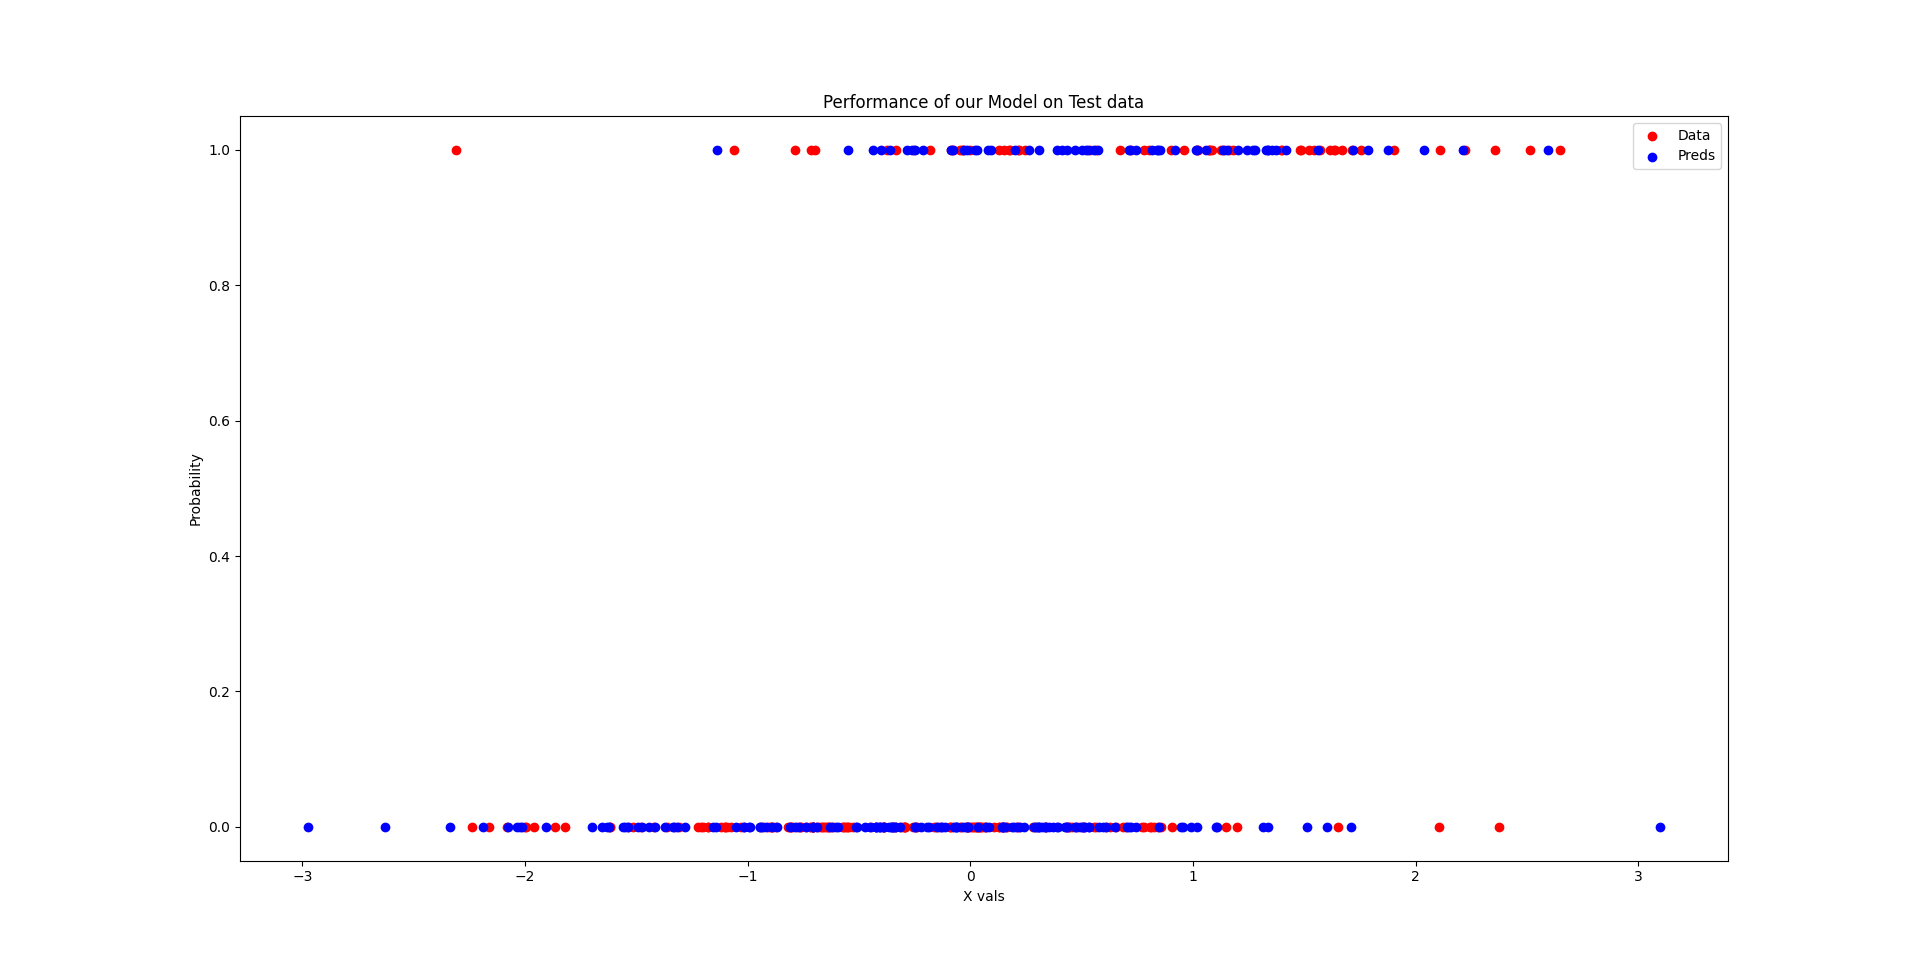 Performance of our Model on Test data
Data
Preds
1.0
0.8
0.6
0.4
0.2
0.0
Probability
−3
−2
−1
0
1
2
3
X vals